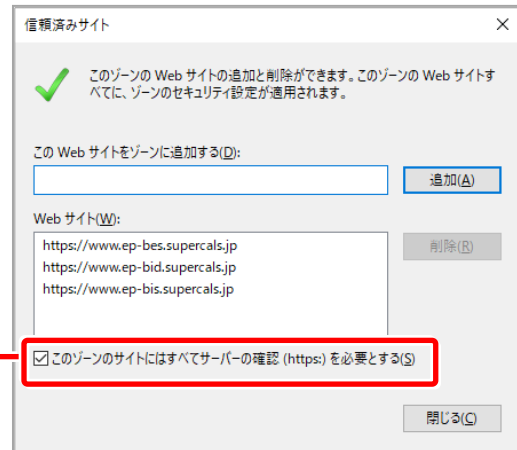 信頼済みサイト
このゾーンの Web サイトの追加と削除ができます。このゾーンの Web サイトす
べてに、ゾーンのセキュリティ設定が適用されます。
この Web サイトをゾーンに追加する(D):
追加(A)
Web サイト(W):
https://www.ep-bes.supercals.jp
https://www.ep-bid.supercals.jp
https://www.ep-bis.supercals.jp
削除(R)
このゾーンのサイトにはすべてサーバーの確認 (https:) を必要とする(S)
閉じる(C)